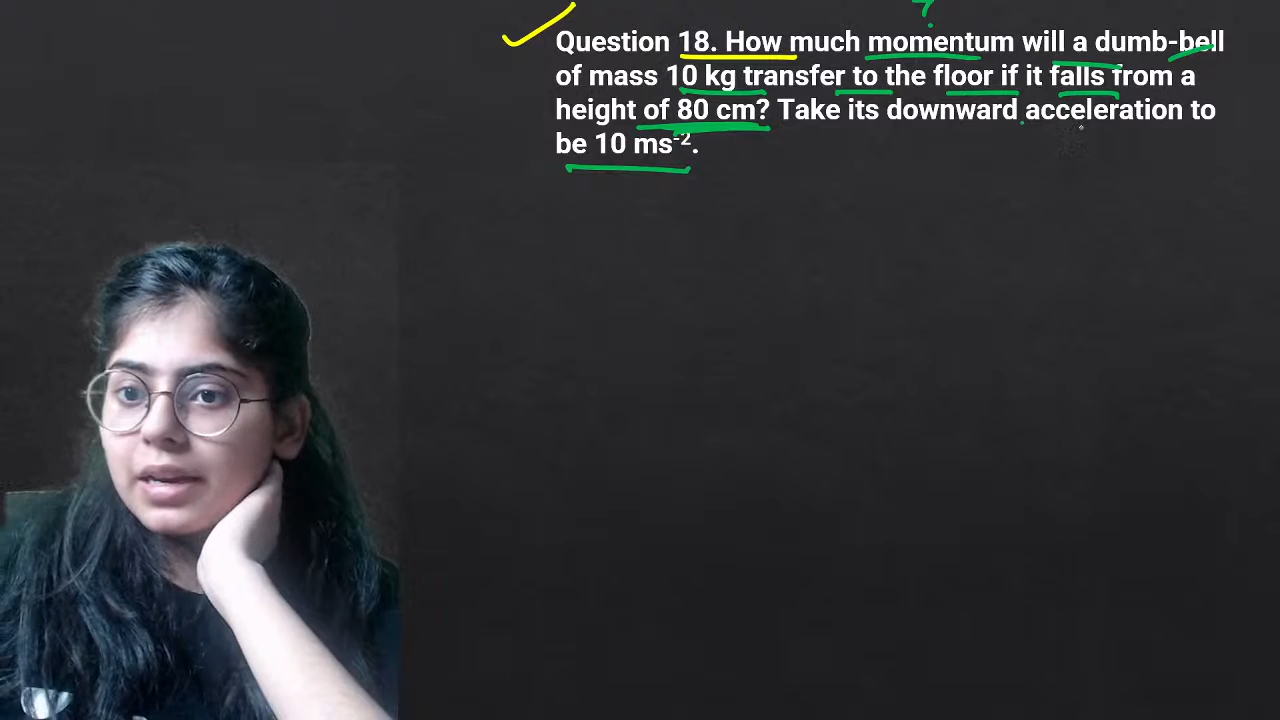 Question 18. How much momentum will a dumb-bell
of mass 10 kg transfer to the floor if it falls from a
height of 80 cm? Take its downward acceleration to
be 10 ms⁻².